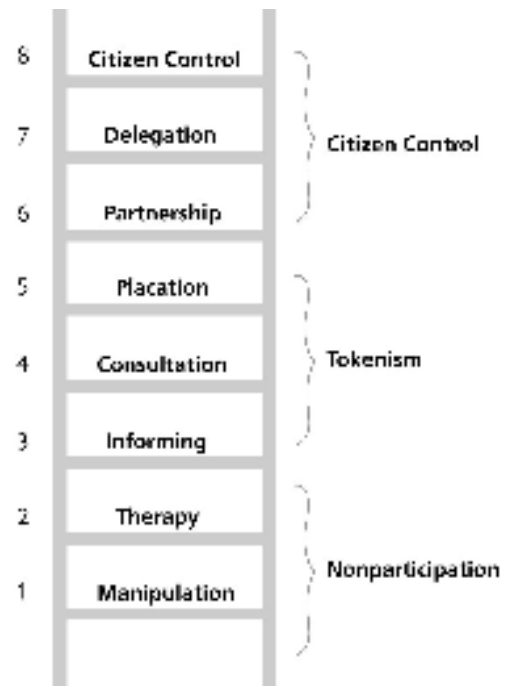 8 Citizen Control
7 Delegation
Citizen Control
6 Partnership
5 Placation
4 Consultation
Tokenism
3 Informing
2 Therapy
Nonparticipation
1 Manipulation